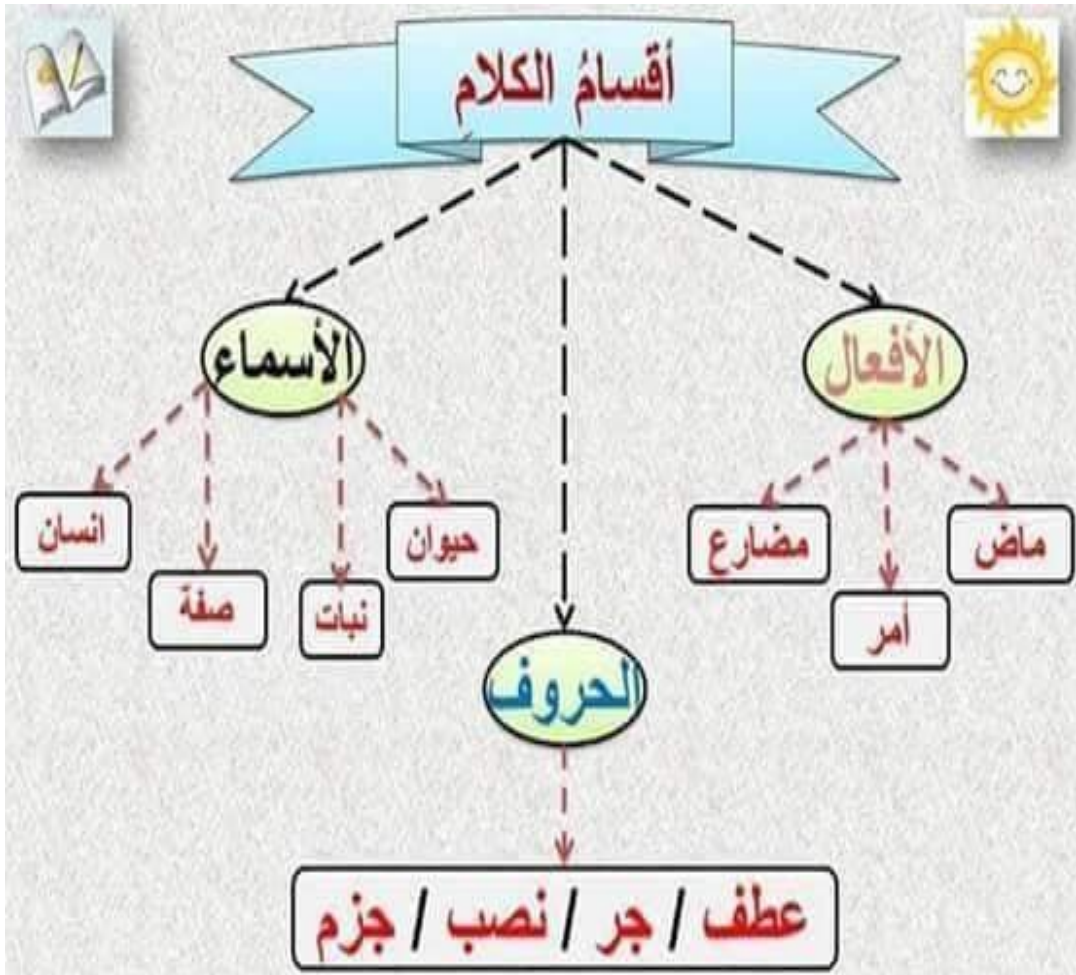 أقسامُ الكلامِ
الأفعال
الأسماء
ماض
مضارع
أمر
حيوان
نبات
صفة
انسان
الحروف
عطف / جر / نصب / جزم